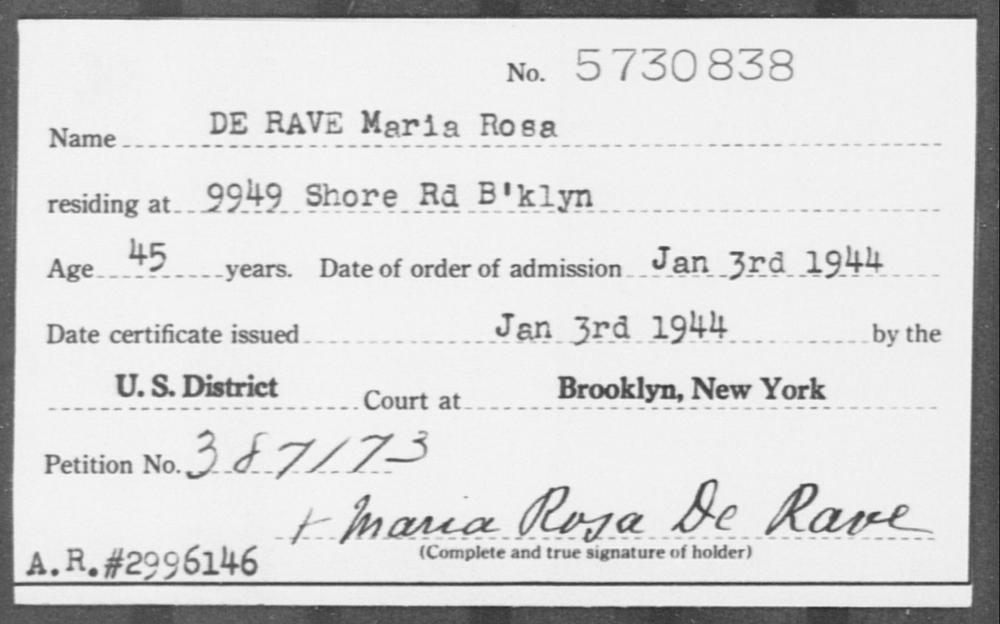 No. 5730838
Name DE RAVE Maria Rosa
residing at 9949 Shore Rd B'klyn
Age 45 years. Date of order of admission Jan 3rd 1944
Date certificate issued Jan 3rd 1944 by the
U. S. District Court at Brooklyn, New York
Petition No. 387173
+ Maria Rosa De Rave
(Complete and true signature of holder)
A.R.#2996146